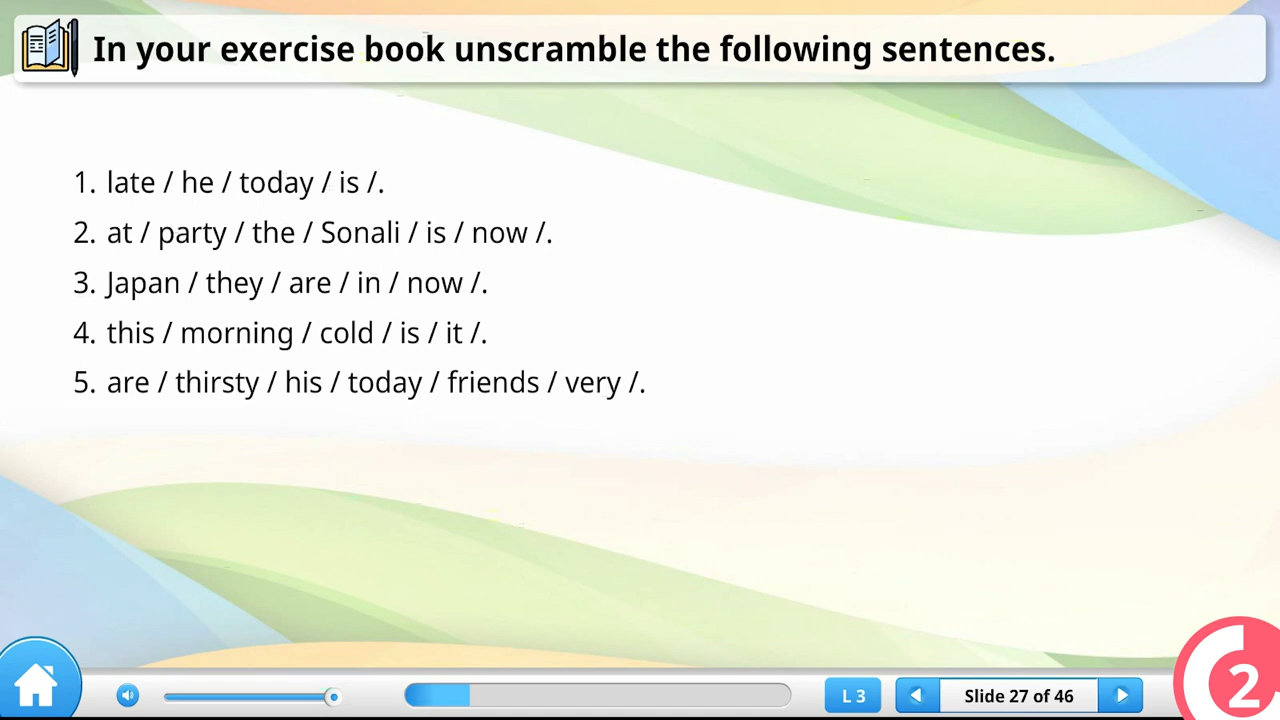 In your exercise book unscramble the following sentences.
1. late / he / today / is /.
2. at / party / the / Sonali / is / now /.
3. Japan / they / are / in / now /.
4. this / morning / cold / is / it /.
5. are / thirsty / his / today / friends / very /.
L 3
Slide 27 of 46
2